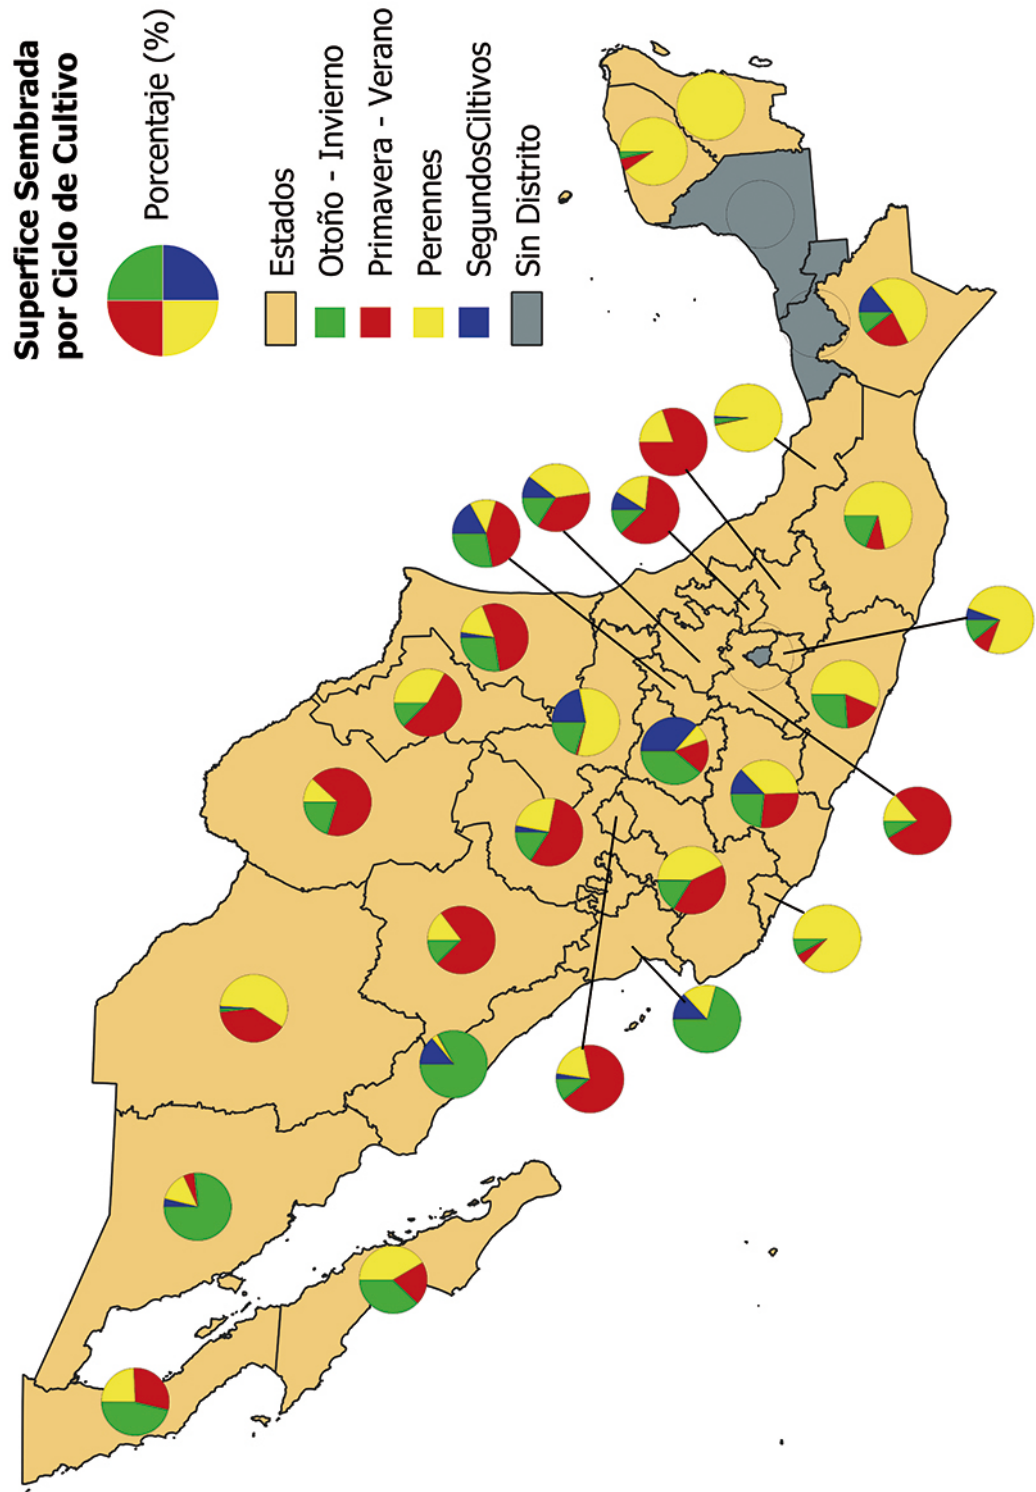 Superfice Sembrada
por Ciclo de Cultivo
Porcentaje (%)
Estados
Otoño - Invierno
Primavera - Verano
Perennes
SegundosCiltivos
Sin Distrito